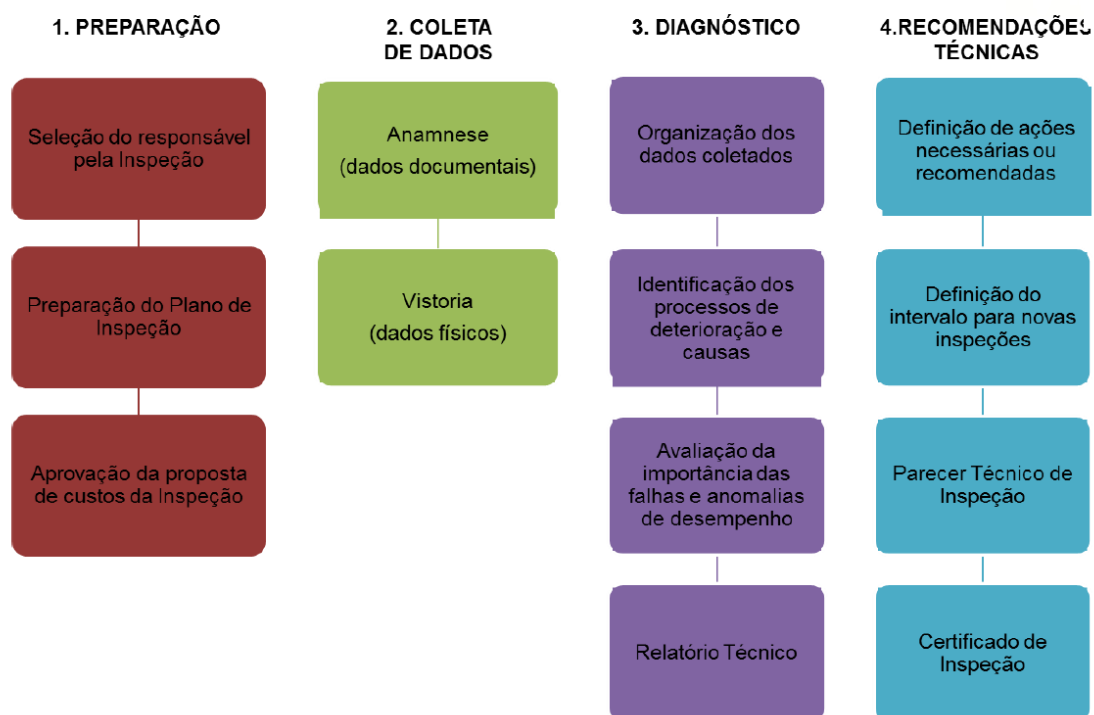 1. PREPARAÇÃO
Seleção do responsável
pela Inspeção
Preparação do Plano de
Inspeção
Aprovação da proposta
de custos da Inspeção
2. COLETA
DE DADOS
Anamnese
(dados documentais)
Vistoria
(dados físicos)
3. DIAGNÓSTICO
Organização dos
dados coletados
Identificação dos
processos de
deterioração e
causas
Avaliação da
importância das
falhas e anomalias
de desempenho
Relatório Técnico
4.RECOMENDAÇÕES
TÉCNICAS
Definição de ações
necessárias ou
recomendadas
Definição do
intervalo para novas
inspeções
Parecer Técnico de
Inspeção
Certificado de
Inspeção